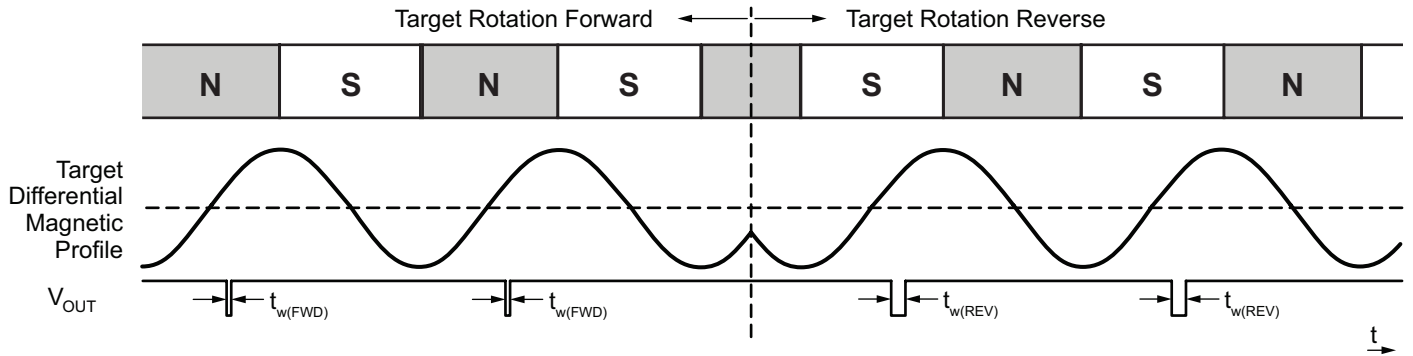 Target Rotation Forward
Target Rotation Reverse
N S N S S N S N
Target
Differential
Magnetic
Profile
VOUT
tw(FWD)
tw(FWD)
tw(REV)
tw(REV)
t